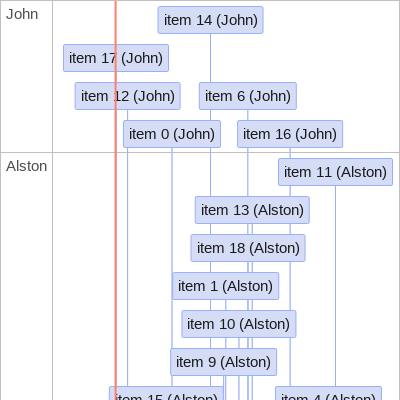 John
item 14 (John)
item 17 (John)
item 12 (John)
item 6 (John)
item 0 (John)
item 16 (John)
Alston
item 11 (Alston)
item 13 (Alston)
item 18 (Alston)
item 1 (Alston)
item 10 (Alston)
item 9 (Alston)
item 15 (Alston)
item 4 (Alston)